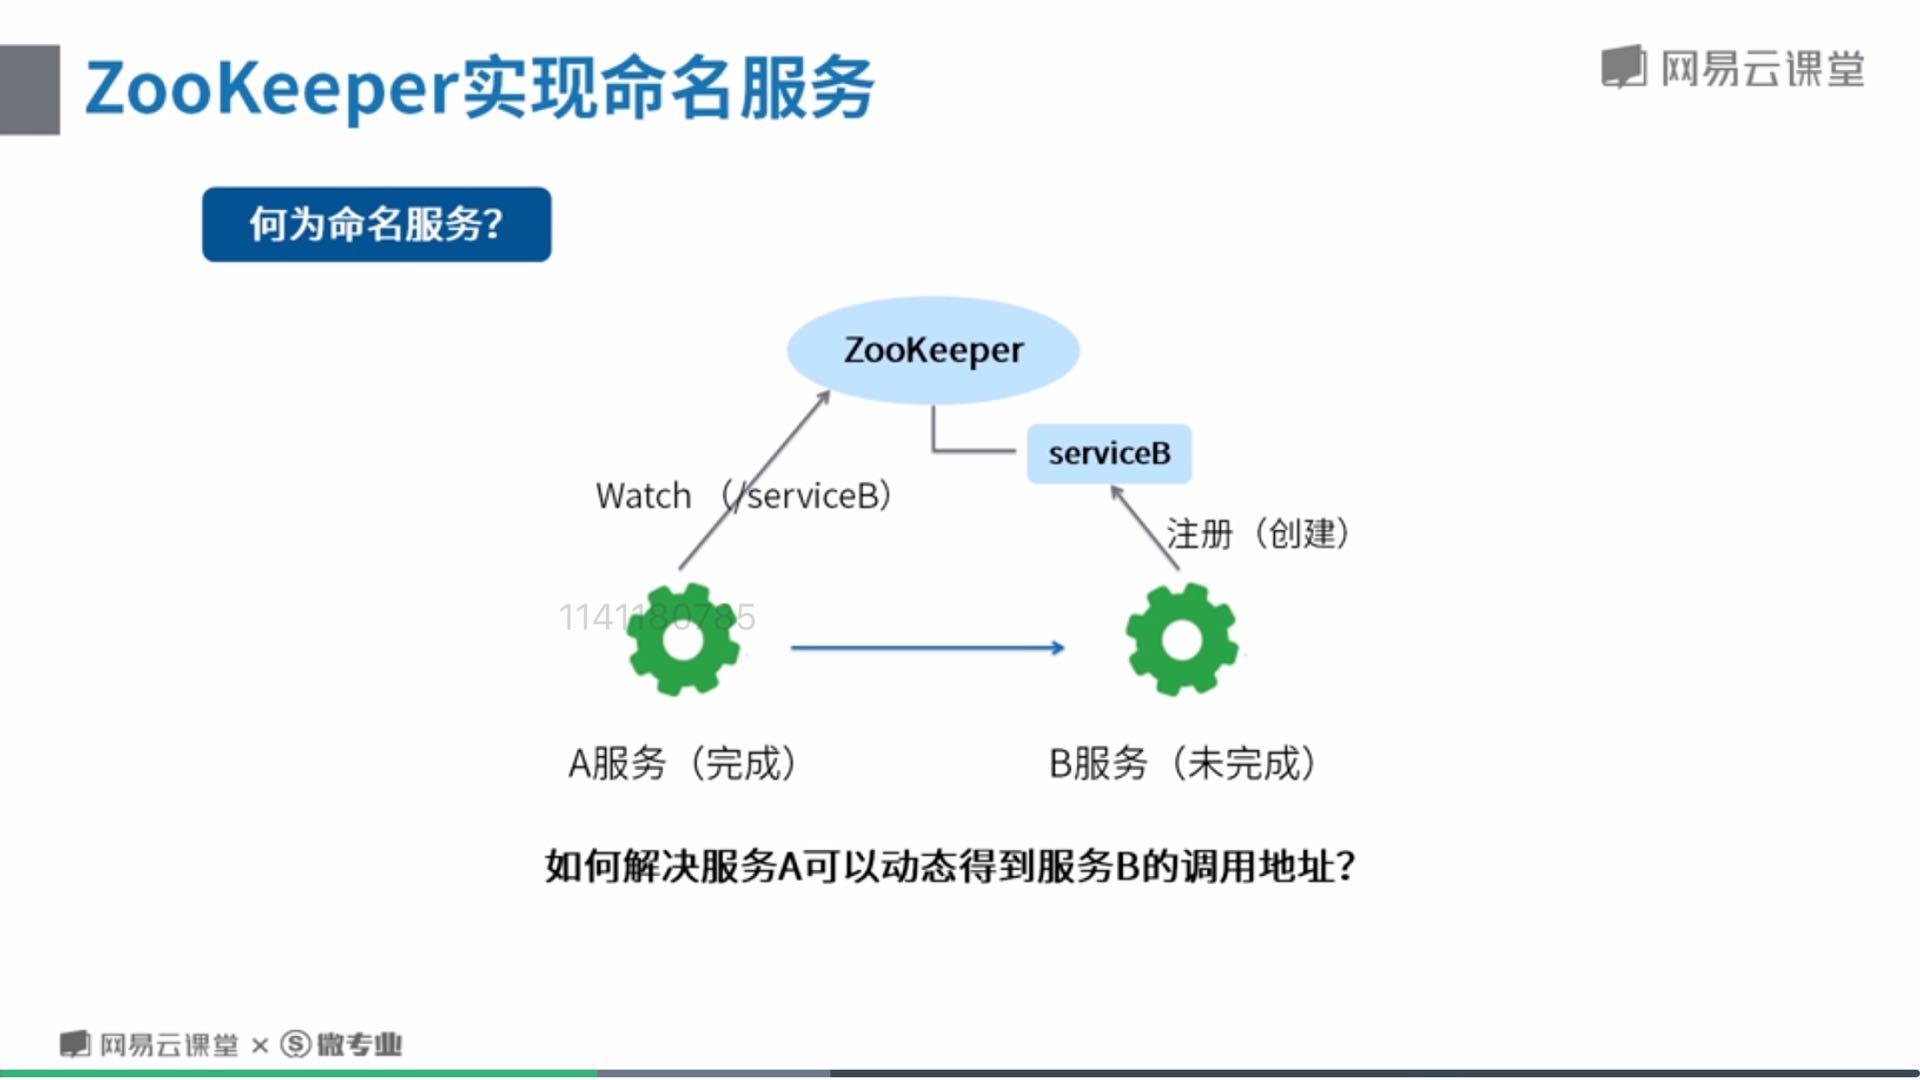 ZooKeeper实现命名服务
网易云课堂
何为命名服务？
ZooKeeper
serviceB
Watch （/serviceB）
注册（创建）
1141180785
A服务（完成）
B服务（未完成）
如何解决服务A可以动态得到服务B的调用地址？
网易云课堂 × S 微专业